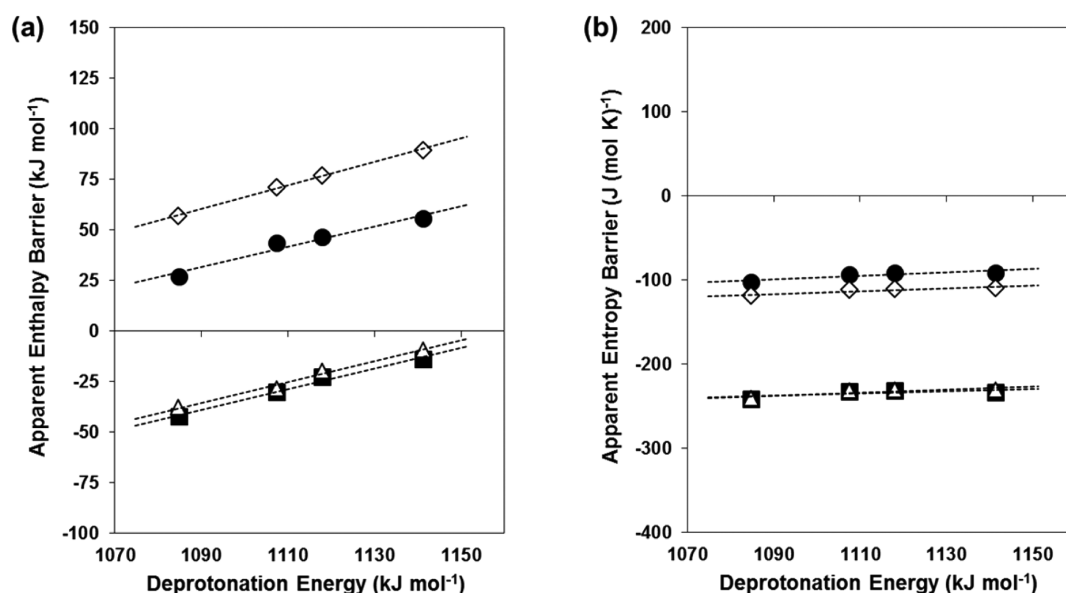 (a)
Apparent Enthalpy Barrier (kJ mol⁻¹)
150
125
100
75
50
25
0
-25
-50
-75
-100
1070 1090 1110 1130 1150
Deprotonation Energy (kJ mol⁻¹)
(b)
Apparent Entropy Barrier (J (mol K)⁻¹)
200
100
0
-100
-200
-300
-400
1070 1090 1110 1130 1150
Deprotonation Energy (kJ mol⁻¹)